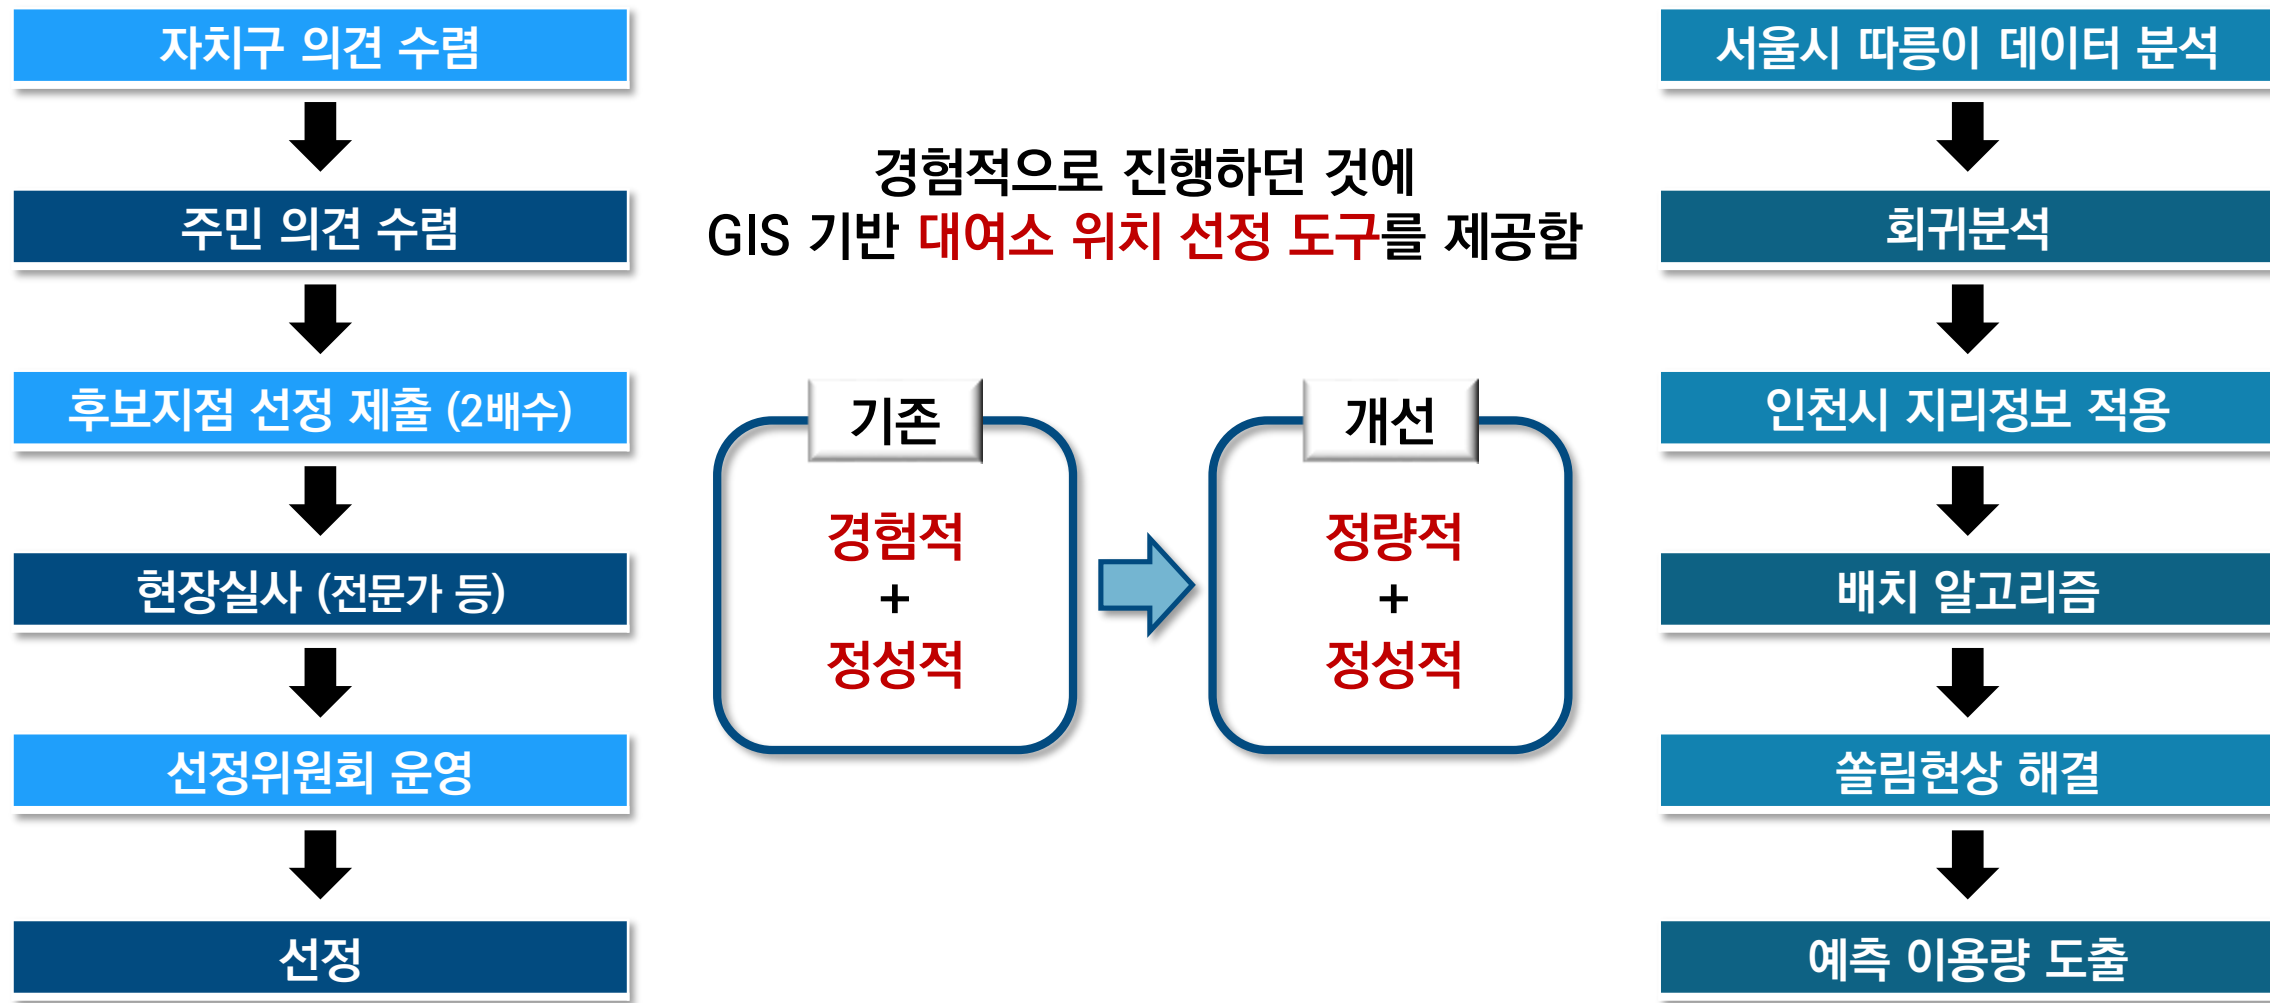 자치구 의견 수렴
주민 의견 수렴
후보지점 선정 제출 (2배수)
현장실사 (전문가 등)
선정위원회 운영
선정
경험적으로 진행하던 것에
GIS 기반 대여소 위치 선정 도구를 제공함
기존
경험적
+
정성적
개선
정량적
+
정성적
서울시 따릉이 데이터 분석
회귀분석
인천시 지리정보 적용
배치 알고리즘
쏠림현상 해결
예측 이용량 도출